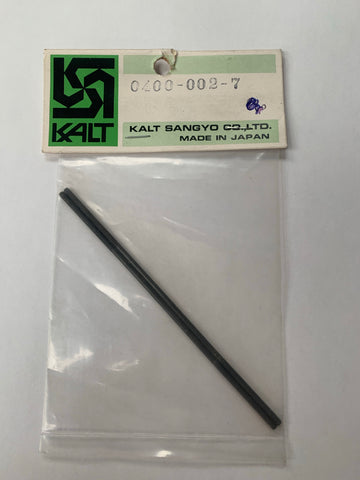 0400-002-7
KALT
KALT SANGYO CO.,LTD.
MADE IN JAPAN